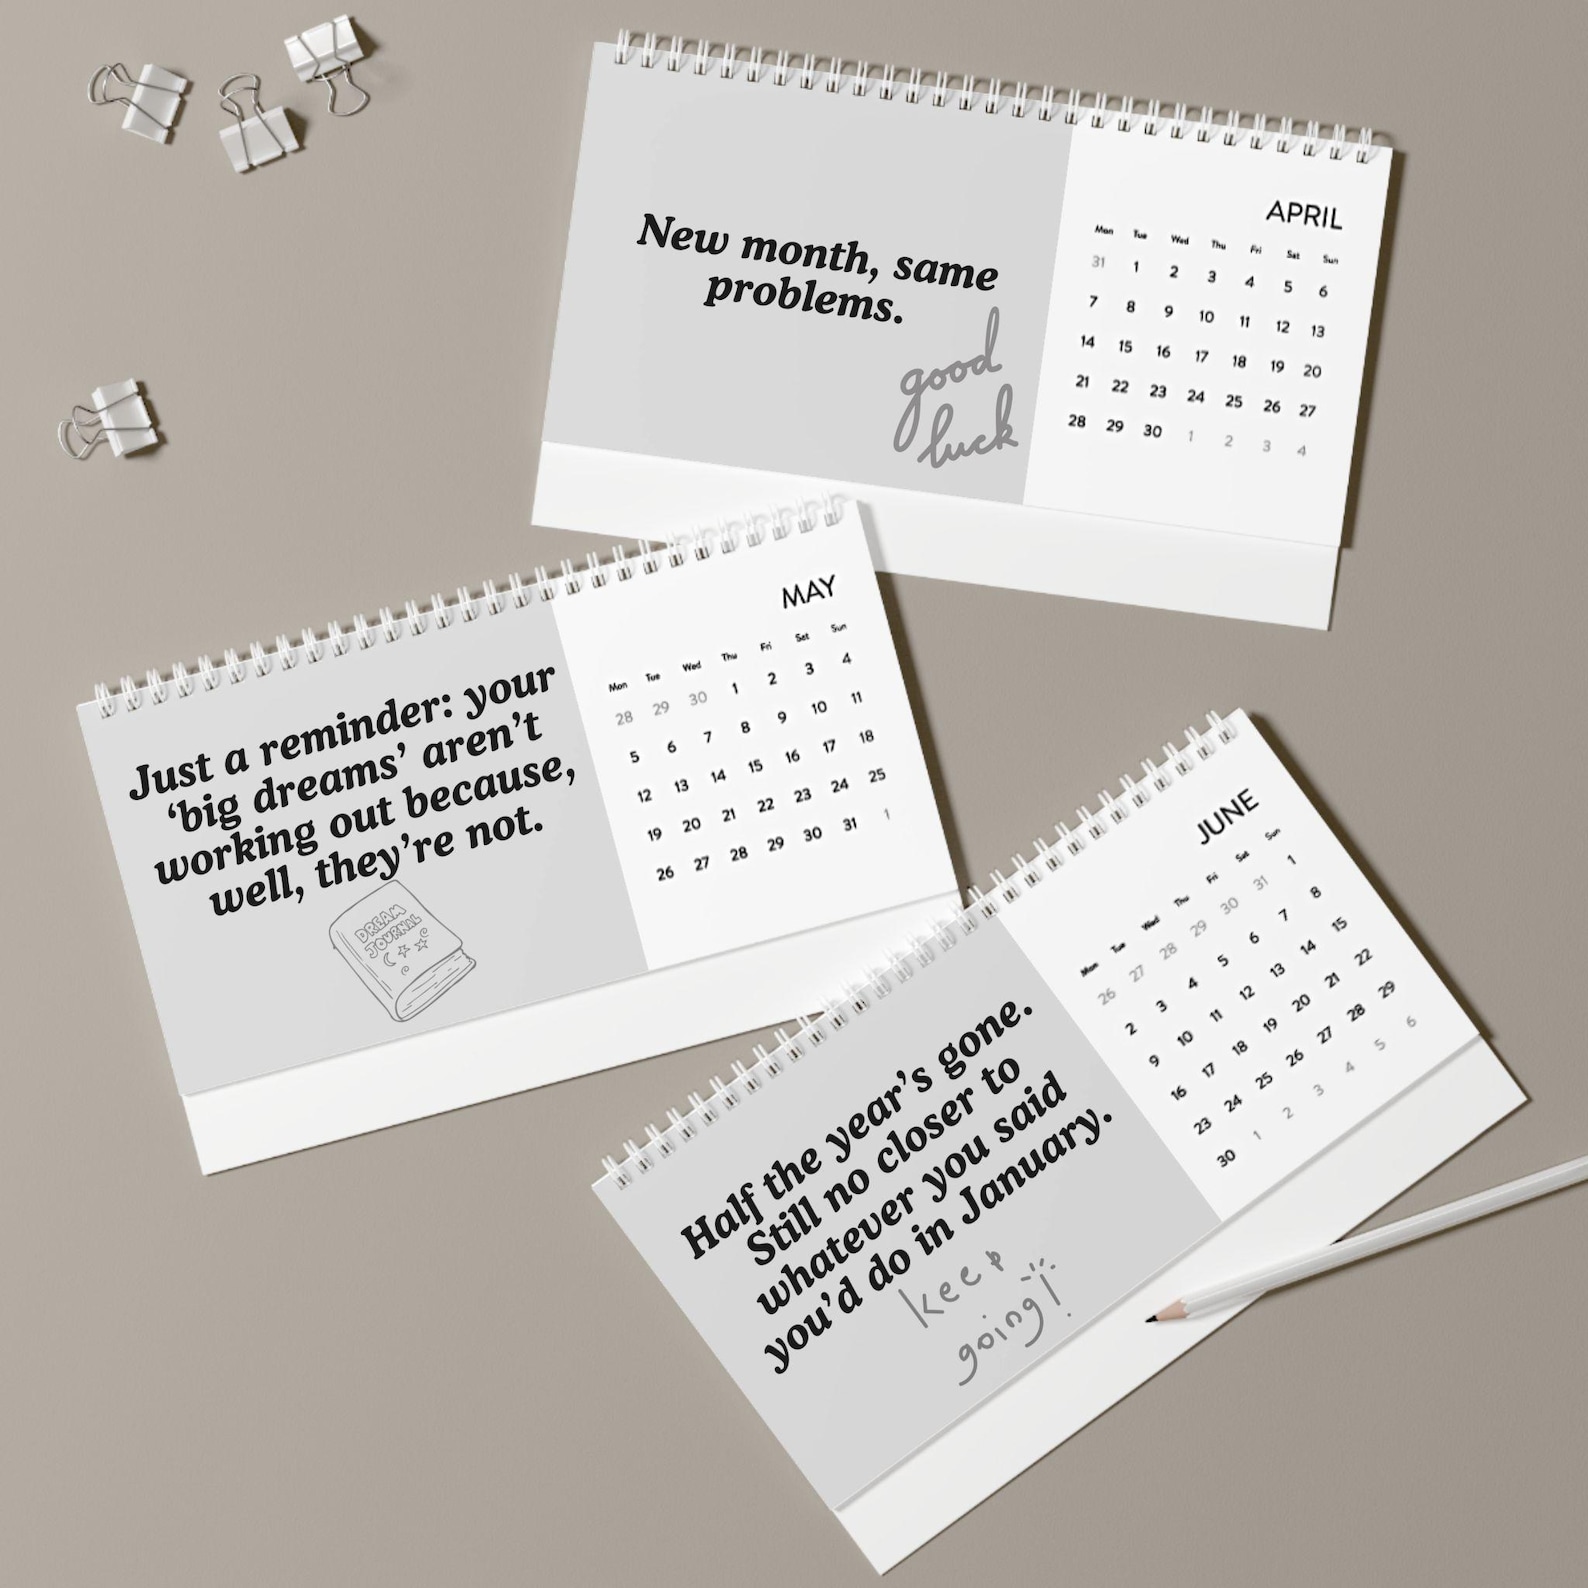 New month, same
problems.
good
luck
APRIL
Mon Tue Wed Thu Fri Sat Sun
31 1 2 3 4 5 6
7 8 9 10 11 12 13
14 15 16 17 18 19 20
21 22 23 24 25 26 27
28 29 30 1 2 3 4
Just a reminder: your
‘big dreams’ aren’t
working out because,
well, they’re not.
DREAM
JOURNAL
MAY
Mon Tue Wed Thu Fri Sat Sun
28 29 30 1 2 3 4
5 6 7 8 9 10 11
12 13 14 15 16 17 18
19 20 21 22 23 24 25
26 27 28 29 30 31 1
Half the year’s gone.
Still no closer to
whatever you said
you’d do in January.
keep
going!
JUNE
Mon Tue Wed Thu Fri Sat Sun
26 27 28 29 30 31 1
2 3 4 5 6 7 8
9 10 11 12 13 14 15
16 17 18 19 20 21 22
23 24 25 26 27 28 29
30 1 2 3 4 5 6